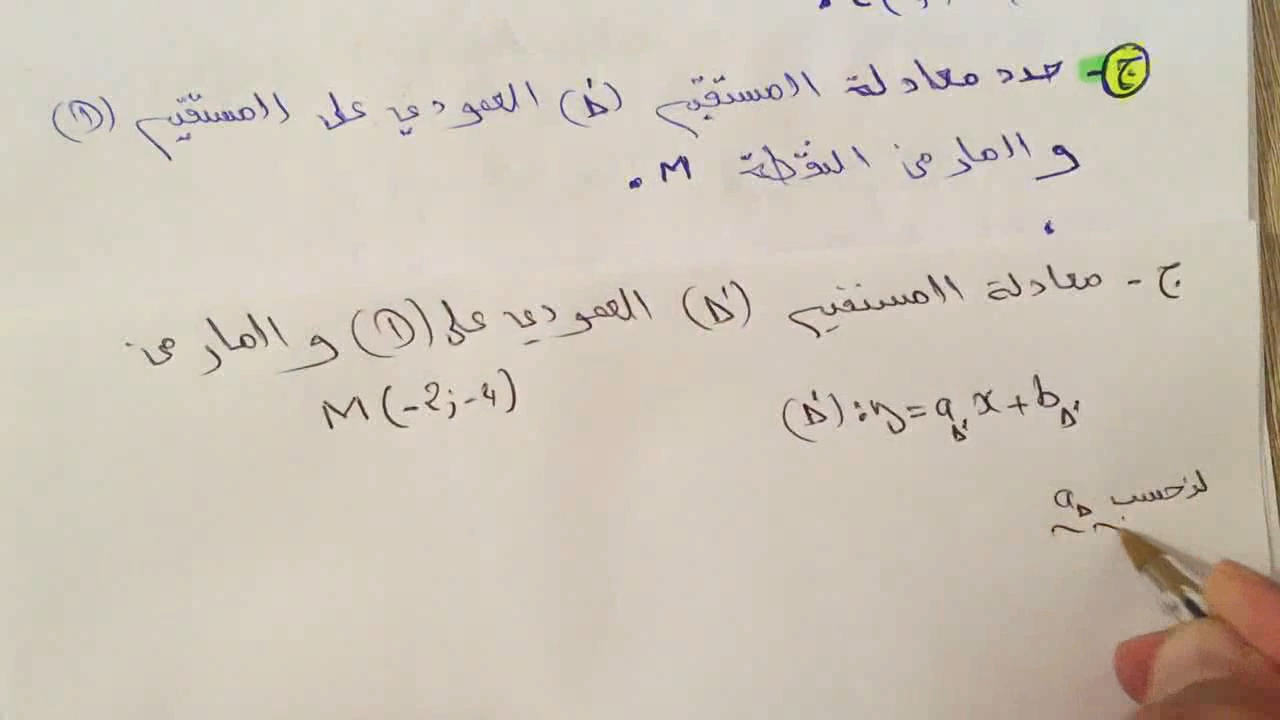 ج- حدد معادلة المستقيم (Δ') العمودي على المستقيم (D)
و المار من النقطة M.
ج- معادلة المستقيم (Δ') العمودي على (D) و المار من
M(-2;-4)
(Δ'): y = a_Δ' x + b_Δ'
لنحسب a_Δ